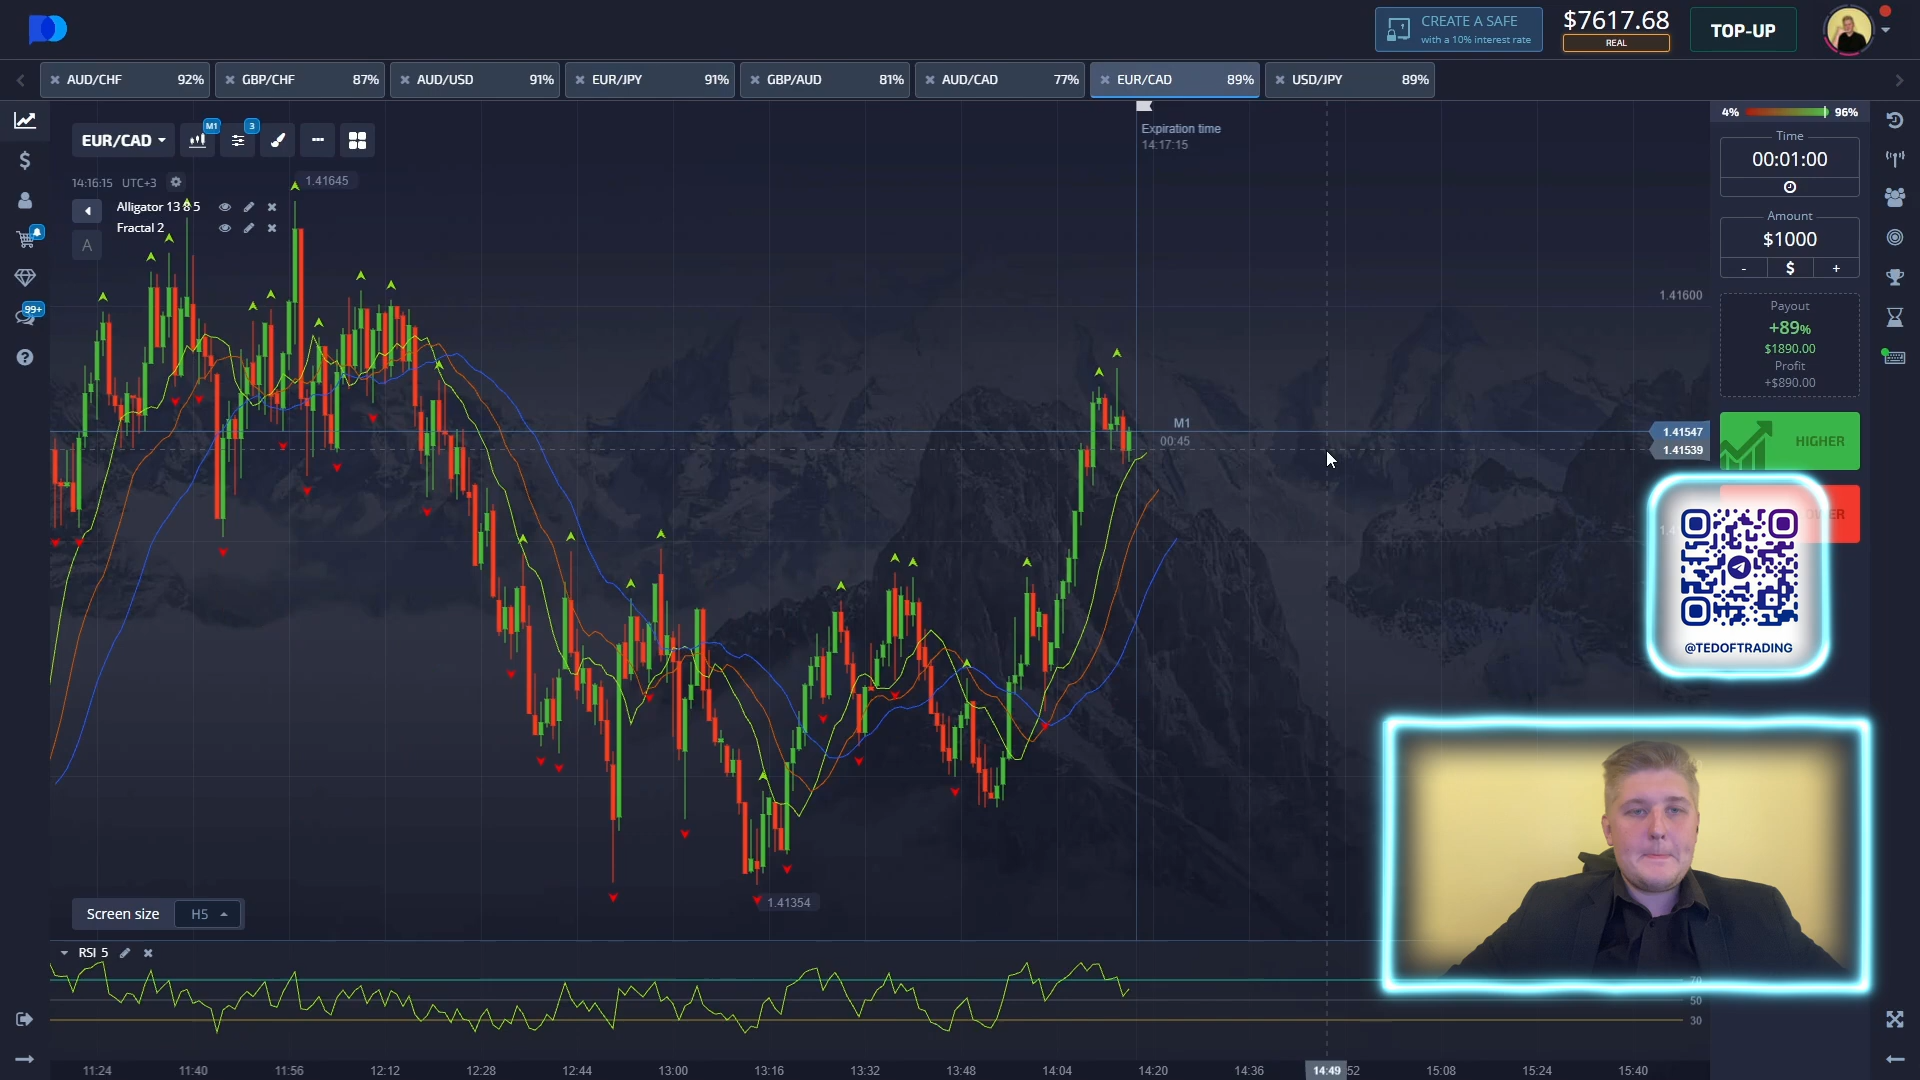 CREATE A SAFE
with a 10% interest rate
$7617.68
REAL
TOP-UP
AUD/CHF 92%
GBP/CHF 87%
AUD/USD 91%
EUR/JPY 91%
GBP/AUD 81%
AUD/CAD 77%
EUR/CAD 89%
USD/JPY 89%
EUR/CAD
M1
3
Expiration time
14:17:15
4% 96%
Time
00:01:00
14:16:15 UTC+3
1.41645
Alligator 13 8 5
Fractal 2
A
Amount
$1000
- $ +
1.41600
Payout
+89%
$1890.00
Profit
+$890.00
99+
M1
00:45
1.41547
1.41539
HIGHER
@TEDOFTRADING
1.41354
Screen size H5
RSI 5
70
50
30
11:24 11:40 11:56 12:12 12:28 12:44 13:00 13:16 13:32 13:48 14:04 14:20 14:36 14:49 52 15:08 15:24 15:40